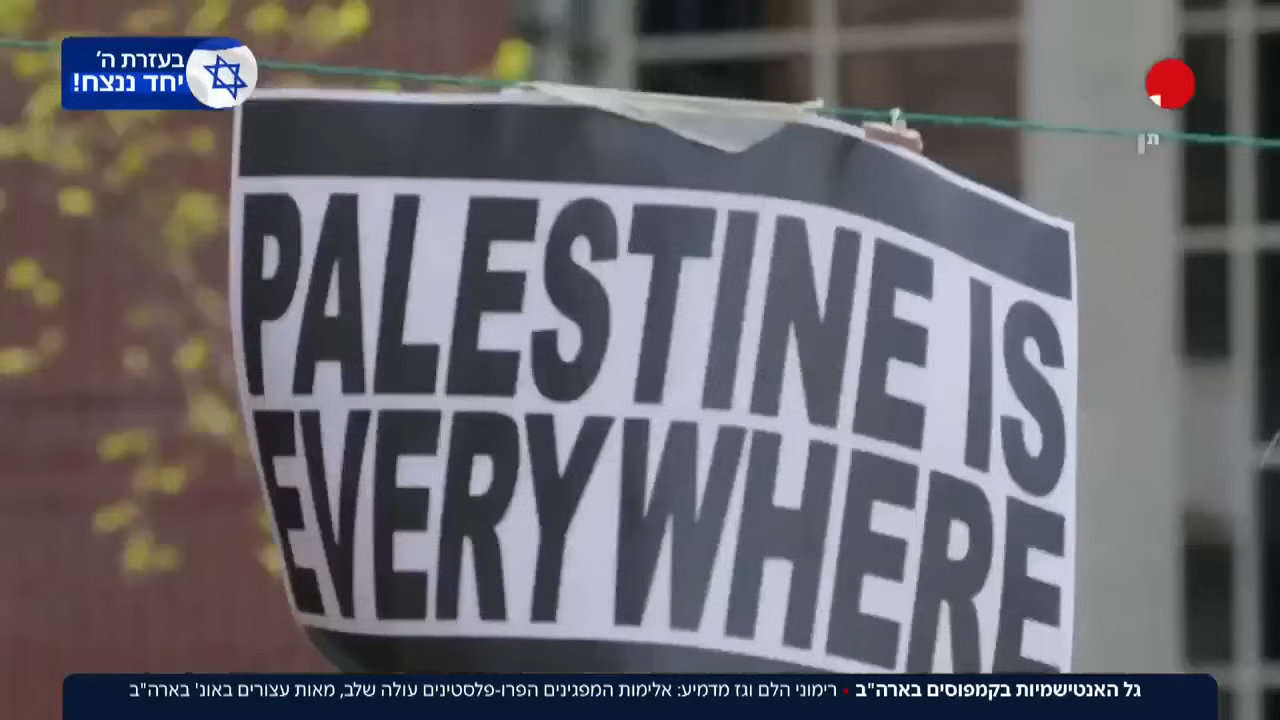 בעזרת ה'
יחד ננצח!
PALESTINE IS
EVERYWHERE
גל האנטישמיות בקמפוסים בארה"ב • רימוני הלם וגז מדמיע: אלימות המפגינים הפרו-פלסטינים עולה שלב, מאות עצורים באונ' בארה"ב